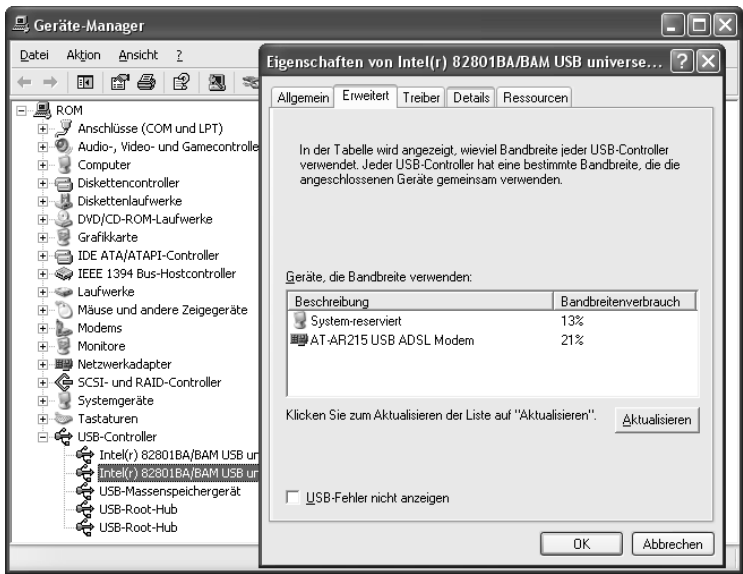 Geräte-Manager
Datei Aktion Ansicht ?
ROM
Anschlüsse (COM und LPT)
Audio-, Video- und Gamecontrolle
Computer
Diskettencontroller
Diskettenlaufwerke
DVD/CD-ROM-Laufwerke
Grafikkarte
IDE ATA/ATAPI-Controller
IEEE 1394 Bus-Hostcontroller
Laufwerke
Mäuse und andere Zeigegeräte
Modems
Monitore
Netzwerkadapter
SCSI- und RAID-Controller
Systemgeräte
Tastaturen
USB-Controller
Intel(r) 82801BA/BAM USB ur
Intel(r) 82801BA/BAM USB ur
USB-Massenspeichergerät
USB-Root-Hub
USB-Root-Hub
Eigenschaften von Intel(r) 82801BA/BAM USB universe...
Allgemein Erweitert Treiber Details Ressourcen
In der Tabelle wird angezeigt, wieviel Bandbreite jeder USB-Controller
verwendet. Jeder USB-Controller hat eine bestimmte Bandbreite, die die
angeschlossenen Geräte gemeinsam verwenden.
Geräte, die Bandbreite verwenden:
Beschreibung Bandbreitenverbrauch
System-reserviert 13%
AT-AR215 USB ADSL Modem 21%
Klicken Sie zum Aktualisieren der Liste auf "Aktualisieren". Aktualisieren
USB-Fehler nicht anzeigen
OK Abbrechen